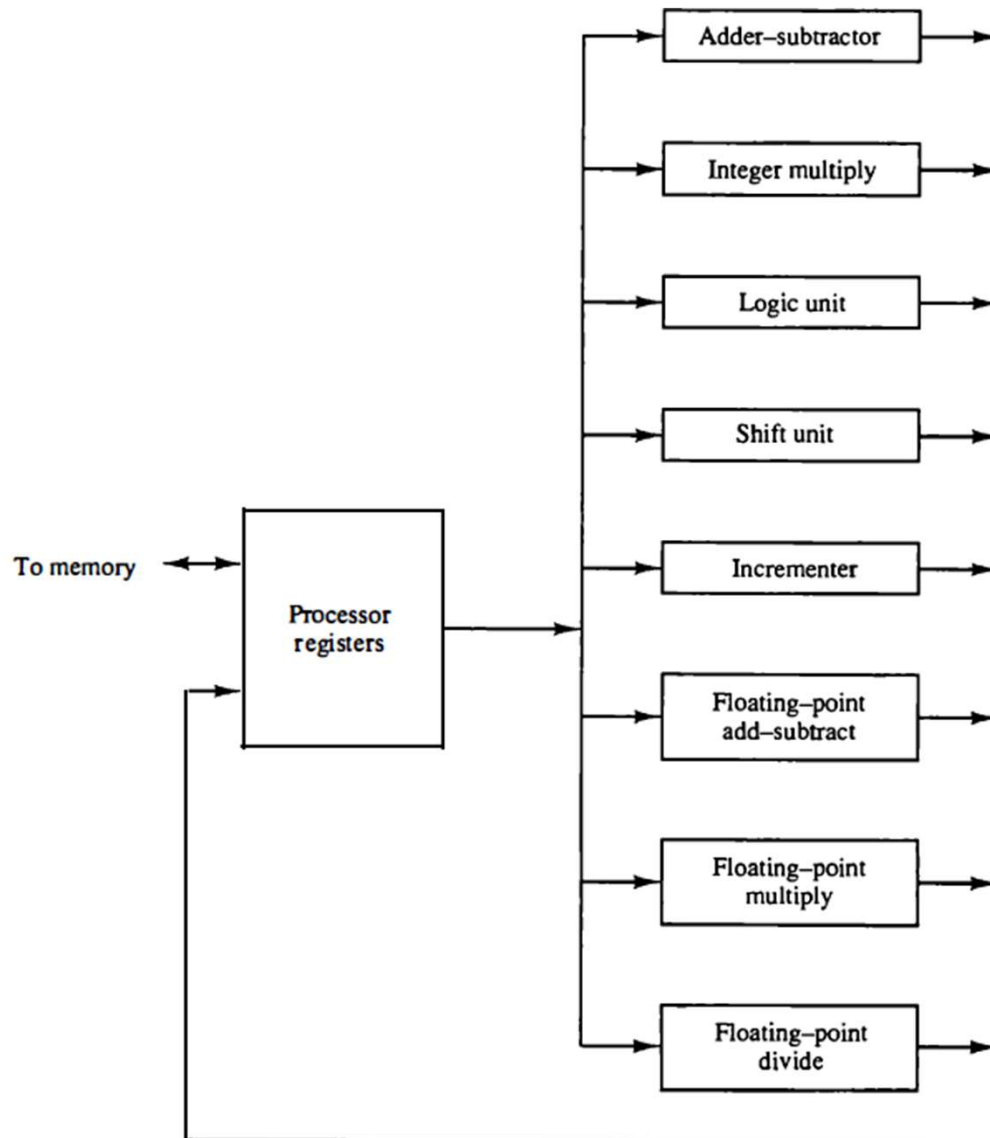 Adder–subtractor
Integer multiply
Logic unit
Shift unit
Incrementer
To memory
Processor
registers
Floating–point
add–subtract
Floating–point
multiply
Floating–point
divide